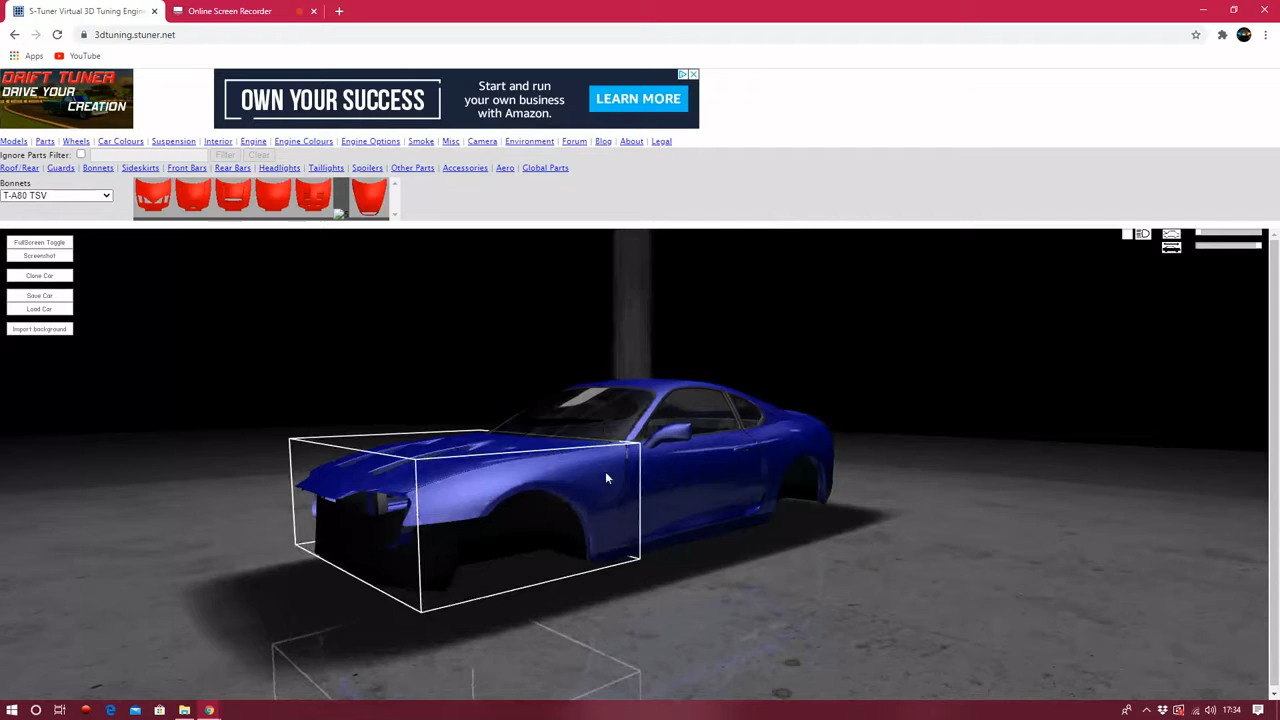 S-Tuner Virtual 3D Tuning Engin
Online Screen Recorder
3dtuning.stuner.net
Apps
YouTube
DRIFT TUNER
DRIVE YOUR
CREATION
OWN YOUR SUCCESS
Start and run
your own business
with Amazon.
LEARN MORE
Models | Parts | Wheels | Car Colours | Suspension | Interior | Engine | Engine Colours | Engine Options | Smoke | Misc | Camera | Environment | Forum | Blog | About | Legal
Ignore Parts Filter: Filter Clear
Roof/Rear | Guards | Bonnets | Sideskirts | Front Bars | Rear Bars | Headlights | Taillights | Spoilers | Other Parts | Accessories | Aero | Global Parts
Bonnets
T-A80 TSV
FullScreen Toggle
Screenshot
Clone Car
Save Car
Load Car
Import background
17:34